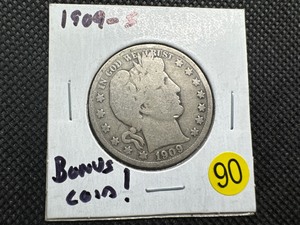 1909-S
IN GOD WE TRUST
1909
BONUS
COIN!
90